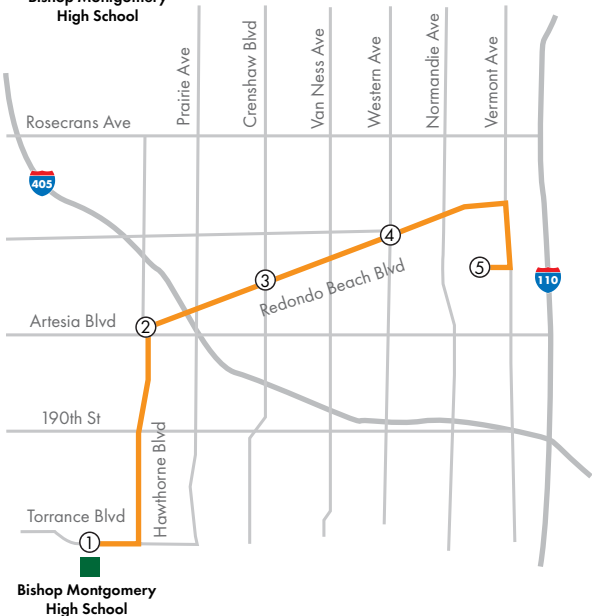 Bishop Montgomery
High School
Prairie Ave
Crenshaw Blvd
Van Ness Ave
Western Ave
Normandie Ave
Vermont Ave
Rosecrans Ave
405
4
3
5
Redondo Beach Blvd
110
Artesia Blvd
2
190th St
Hawthorne Blvd
Torrance Blvd
1
Bishop Montgomery
High School